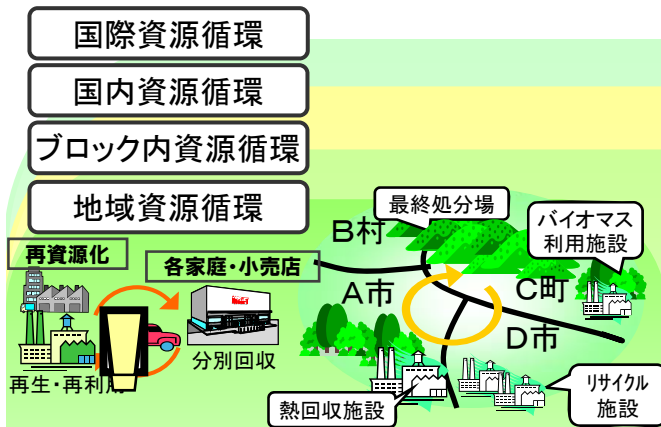 国際資源循環
国内資源循環
ブロック内資源循環
地域資源循環
再資源化
各家庭・小売店
再生・再利用
分別回収
最終処分場
B村
A市
C町
D市
バイオマス
利用施設
熱回収施設
リサイクル
施設